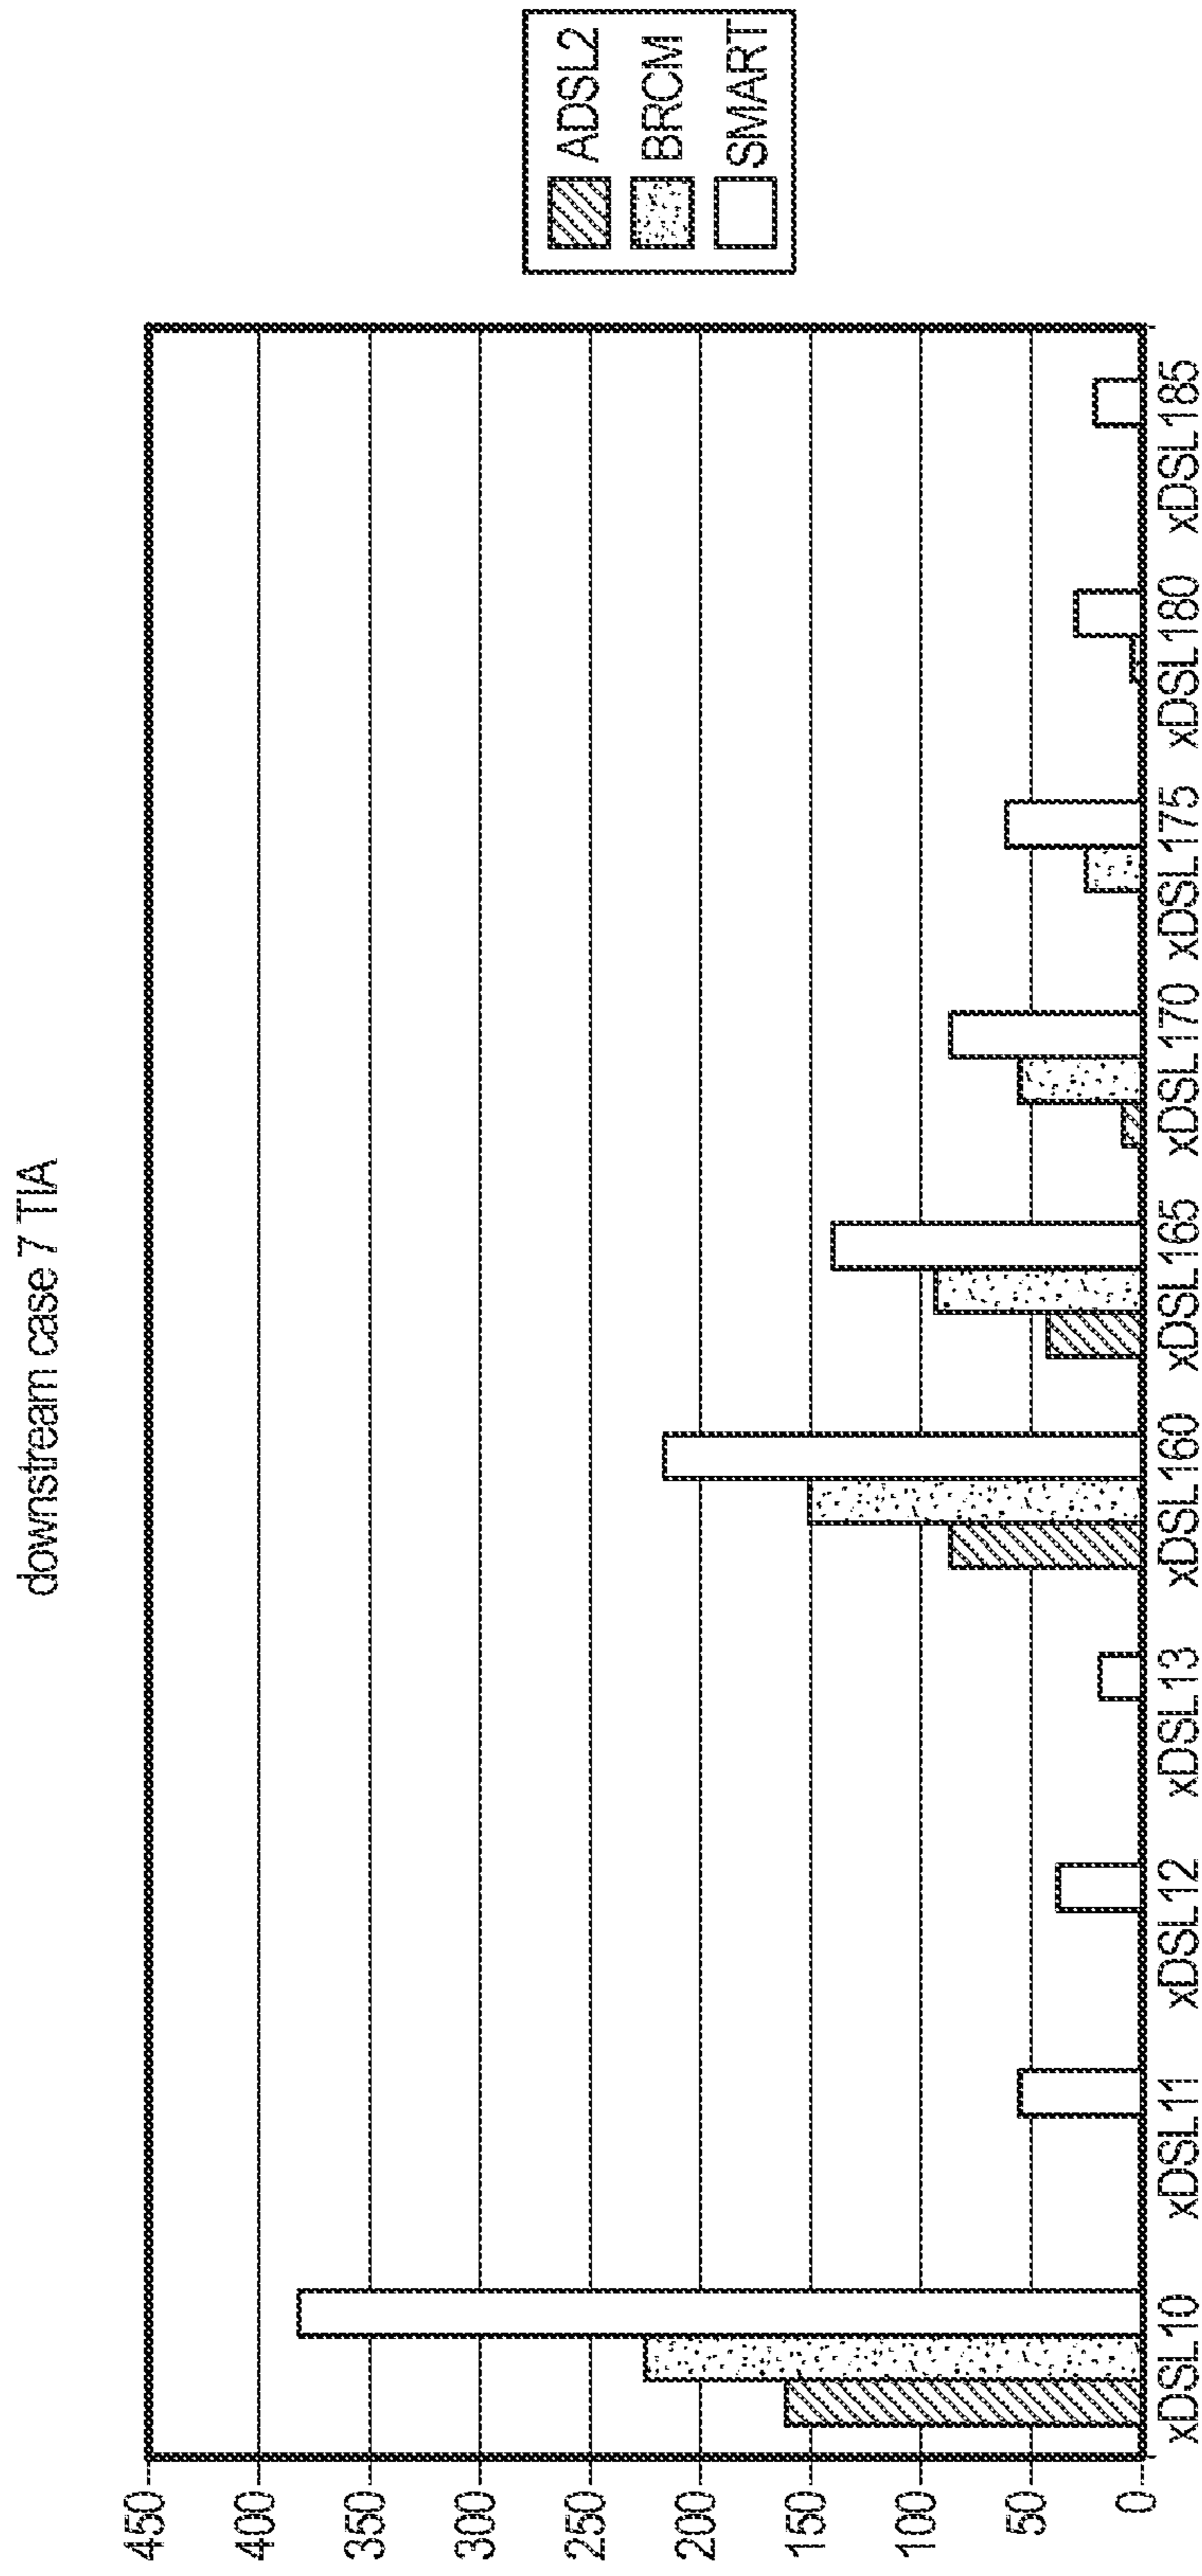 downstream case 7 TIA
450
400
350
300
250
200
150
100
50
0
xDSL10
xDSL11
xDSL12
xDSL13
xDSL160
xDSL165
xDSL170
xDSL175
xDSL180
xDSL185
ADSL2
BRCM
SMART